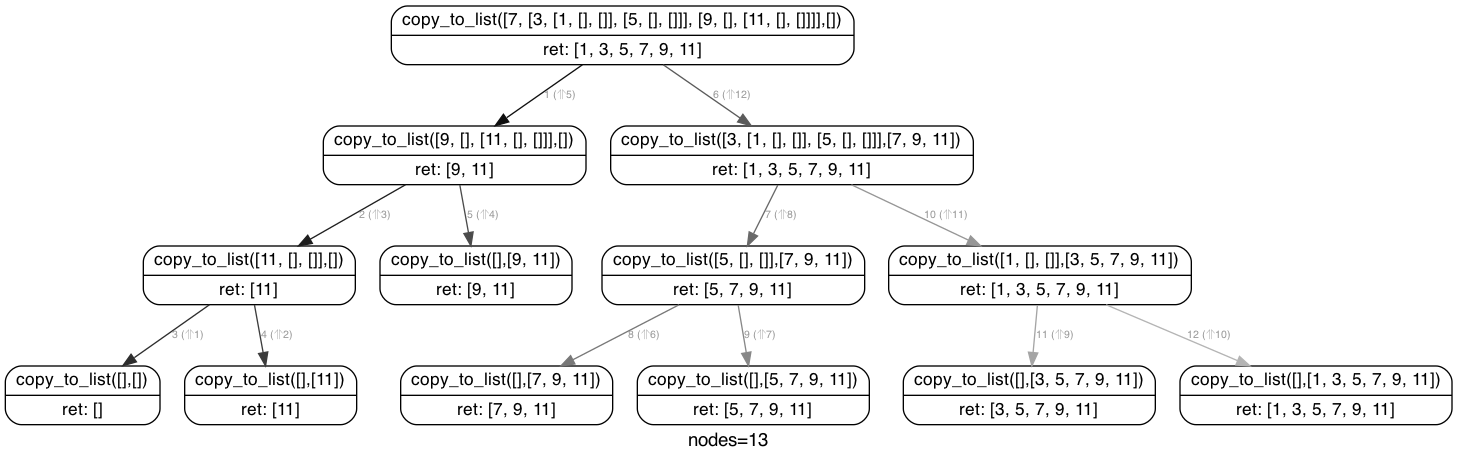 copy_to_list([7, [3, [1, [], []], [5, [], []]], [9, [], [11, [], []]]],[])
ret: [1, 3, 5, 7, 9, 11]
1 (⇈5)
6 (⇈12)
copy_to_list([9, [], [11, [], []]],[])
ret: [9, 11]
copy_to_list([3, [1, [], []], [5, [], []]],[7, 9, 11])
ret: [1, 3, 5, 7, 9, 11]
2 (⇈3)
5 (⇈4)
7 (⇈8)
10 (⇈11)
copy_to_list([11, [], []],[])
ret: [11]
copy_to_list([],[9, 11])
ret: [9, 11]
copy_to_list([5, [], []],[7, 9, 11])
ret: [5, 7, 9, 11]
copy_to_list([1, [], []],[3, 5, 7, 9, 11])
ret: [1, 3, 5, 7, 9, 11]
3 (⇈1)
4 (⇈2)
8 (⇈6)
9 (⇈7)
11 (⇈9)
12 (⇈10)
copy_to_list([],[])
ret: []
copy_to_list([],[11])
ret: [11]
copy_to_list([],[7, 9, 11])
ret: [7, 9, 11]
copy_to_list([],[5, 7, 9, 11])
ret: [5, 7, 9, 11]
copy_to_list([],[3, 5, 7, 9, 11])
ret: [3, 5, 7, 9, 11]
copy_to_list([],[1, 3, 5, 7, 9, 11])
ret: [1, 3, 5, 7, 9, 11]
nodes=13